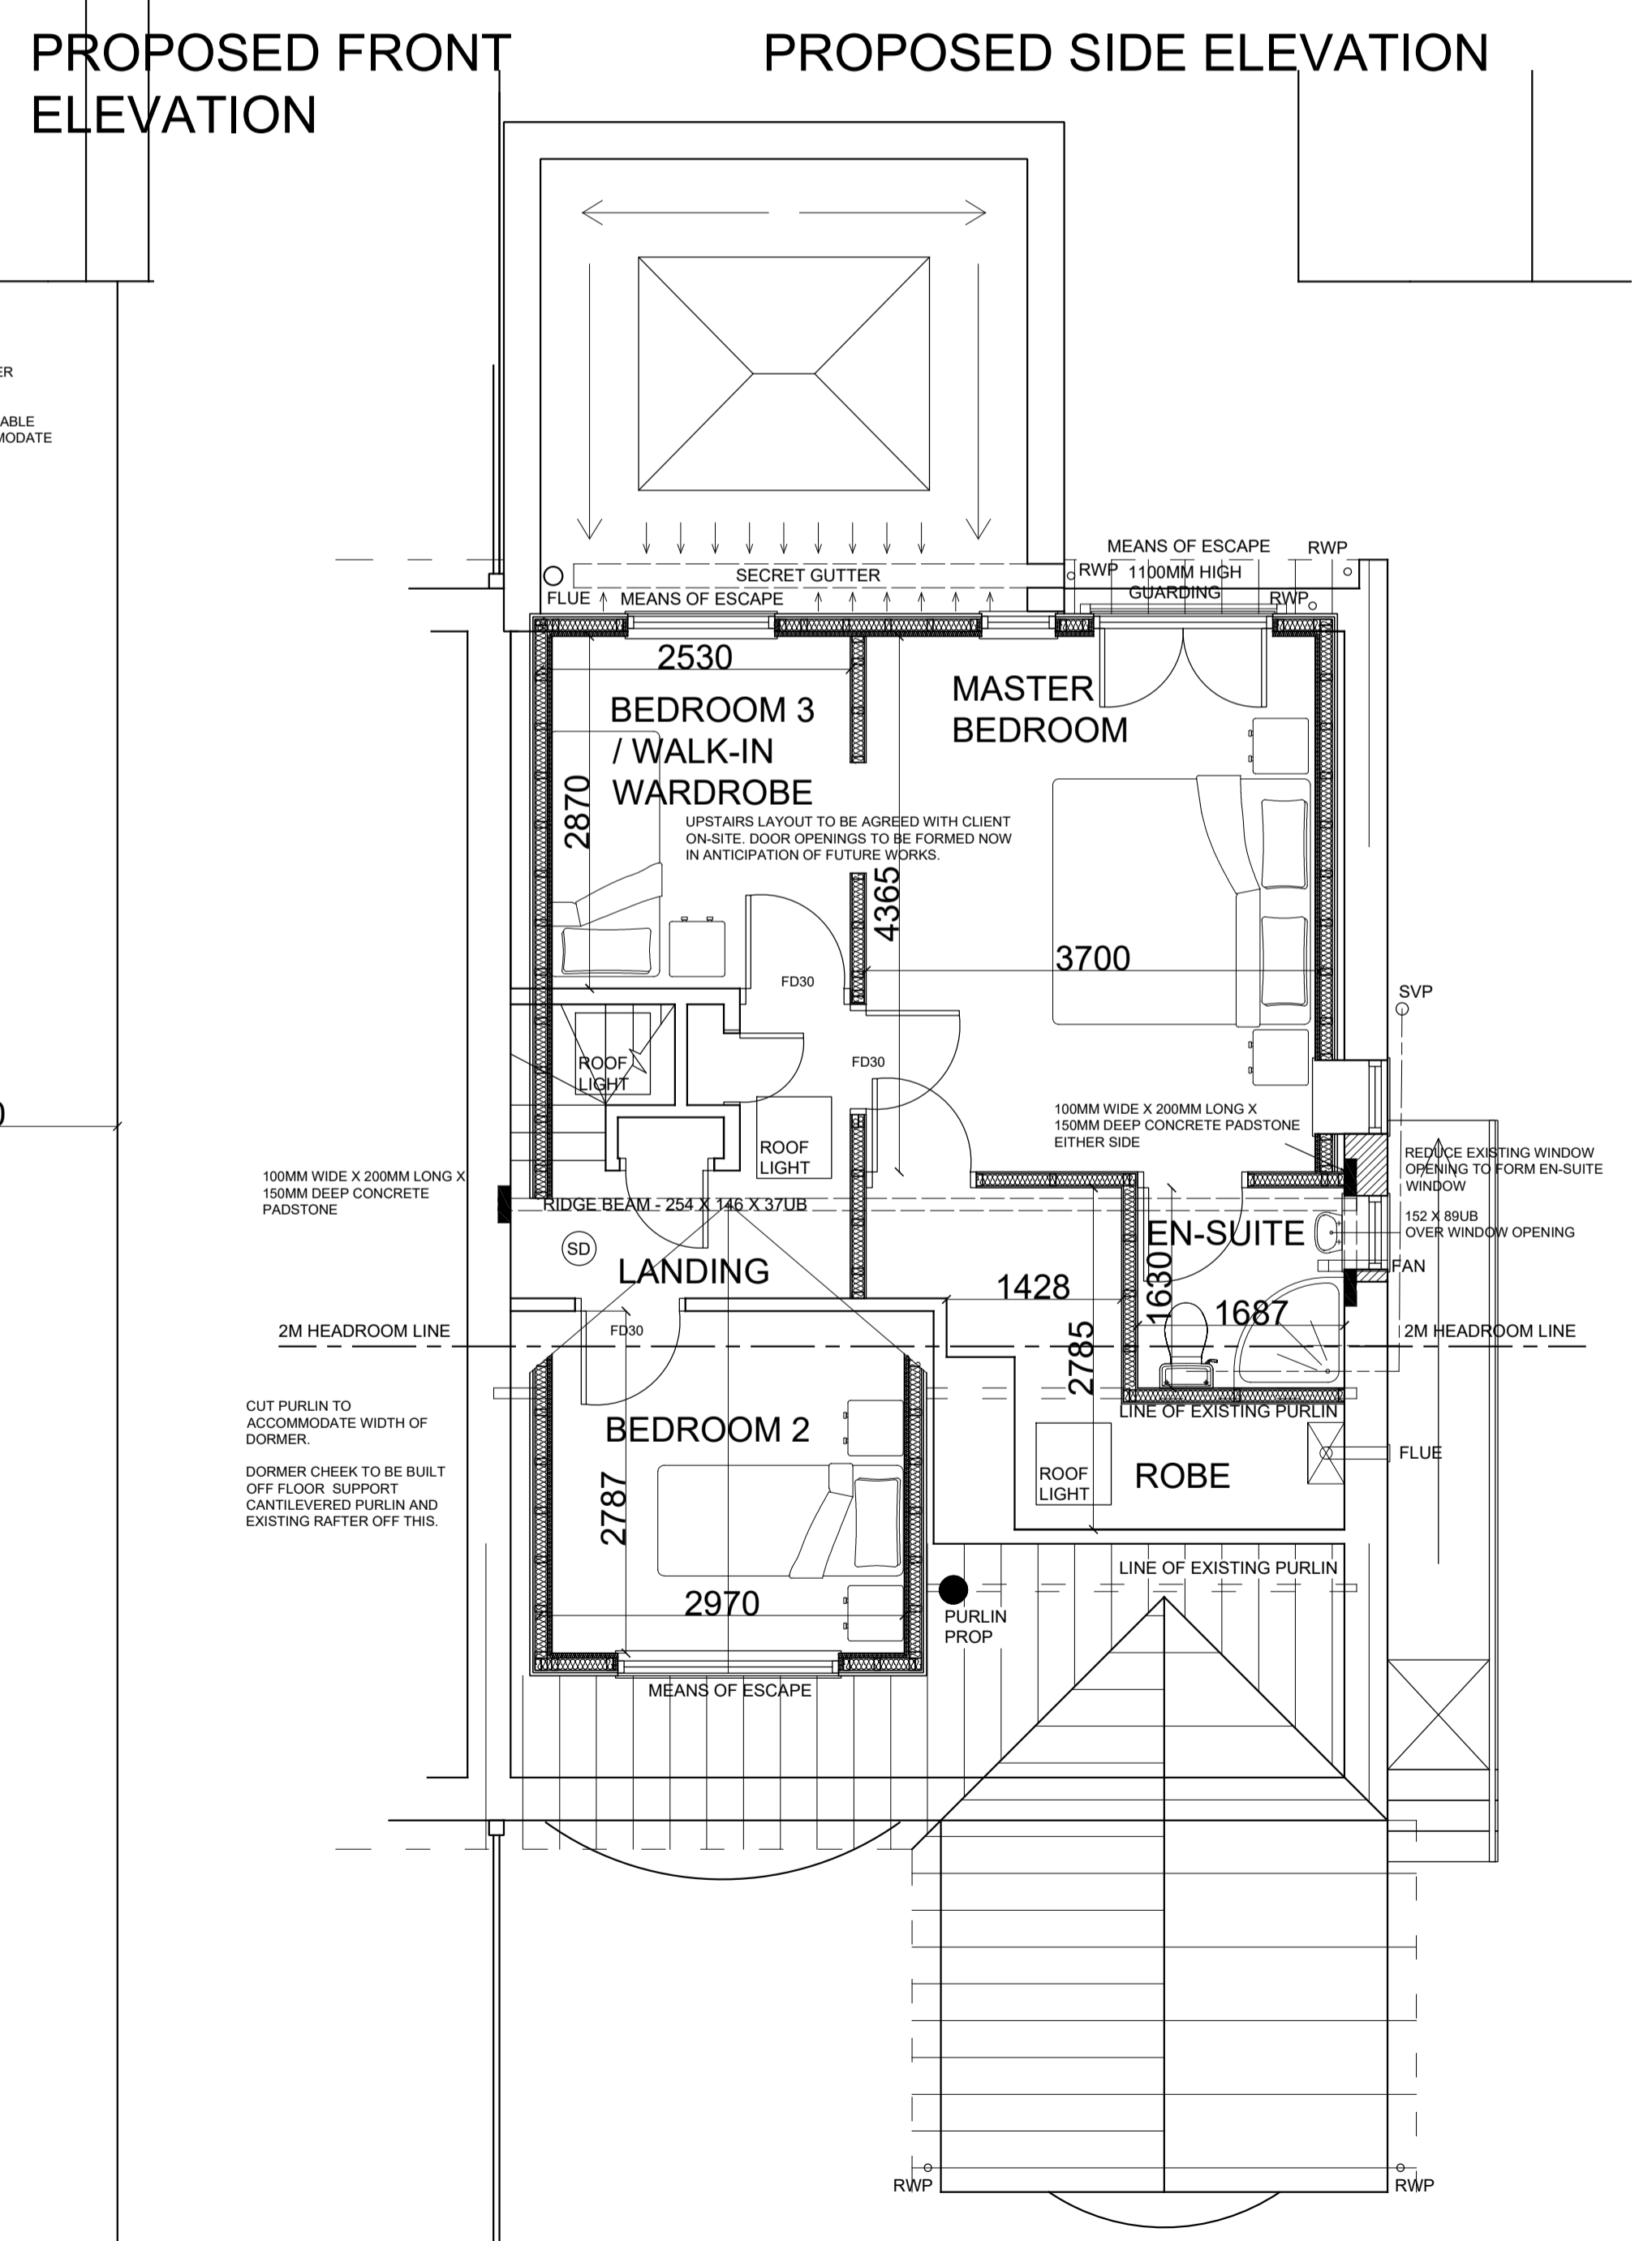 PROPOSED FRONT
ELEVATION
PROPOSED SIDE ELEVATION
ER
ABLE
MODATE
SECRET GUTTER
FLUE
MEANS OF ESCAPE
MEANS OF ESCAPE
RWP
RWP
1100MM HIGH
GUARDING
RWP
2530
BEDROOM 3
/ WALK-IN
WARDROBE
MASTER
BEDROOM
2870
UPSTAIRS LAYOUT TO BE AGREED WITH CLIENT
ON-SITE. DOOR OPENINGS TO BE FORMED NOW
IN ANTICIPATION OF FUTURE WORKS.
4365
3700
FD30
SVP
ROOF
LIGHT
FD30
0
ROOF
LIGHT
100MM WIDE X 200MM LONG X
150MM DEEP CONCRETE PADSTONE
EITHER SIDE
REDUCE EXISTING WINDOW
OPENING TO FORM EN-SUITE
WINDOW
152 X 89UB
OVER WINDOW OPENING
100MM WIDE X 200MM LONG X
150MM DEEP CONCRETE
PADSTONE
RIDGE BEAM - 254 X 146 X 37UB
SD
LANDING
EN-SUITE
FAN
1428
1630
1687
2M HEADROOM LINE
FD30
2785
2M HEADROOM LINE
CUT PURLIN TO
ACCOMMODATE WIDTH OF
DORMER.
DORMER CHEEK TO BE BUILT
OFF FLOOR SUPPORT
CANTILEVERED PURLIN AND
EXISTING RAFTER OFF THIS.
BEDROOM 2
LINE OF EXISTING PURLIN
FLUE
ROOF
LIGHT
ROBE
2787
2970
LINE OF EXISTING PURLIN
PURLIN
PROP
MEANS OF ESCAPE
RWP
RWP